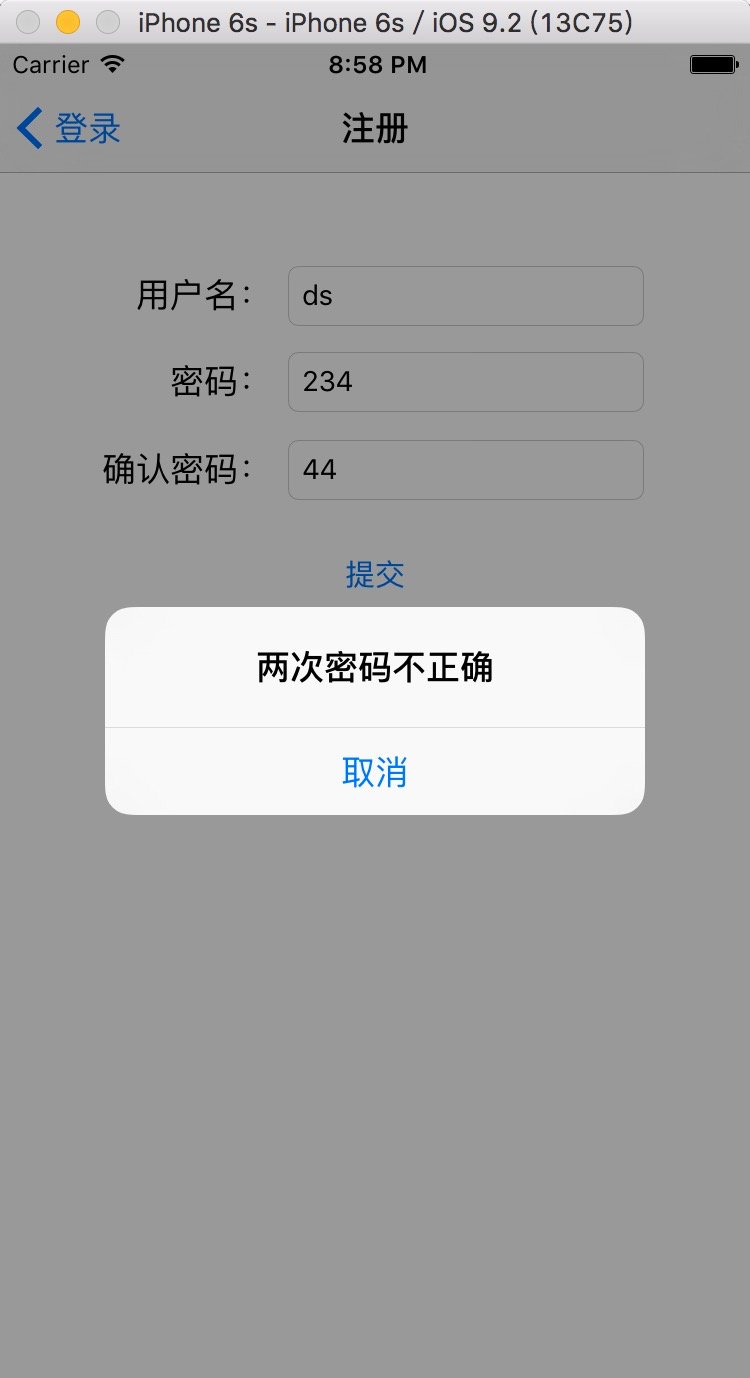 iPhone 6s - iPhone 6s / iOS 9.2 (13C75)
Carrier 8:58 PM
登录 注册
用户名： ds
密码： 234
确认密码： 44
提交
两次密码不正确
取消